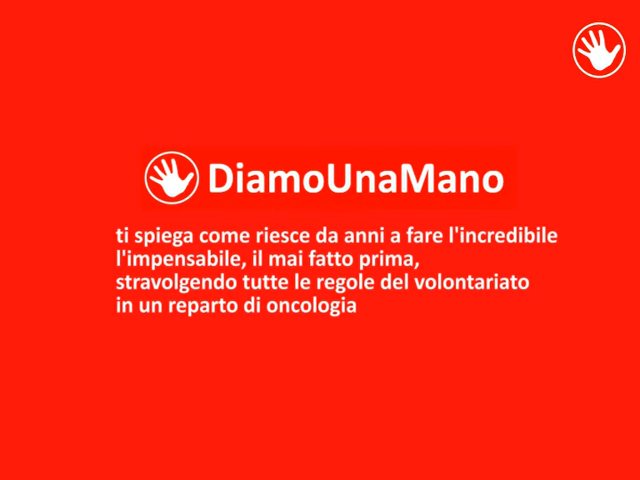 DiamoUnaMano
ti spiega come riesce da anni a fare l'incredibile
l'impensabile, il mai fatto prima,
stravolgendo tutte le regole del volontariato
in un reparto di oncologia